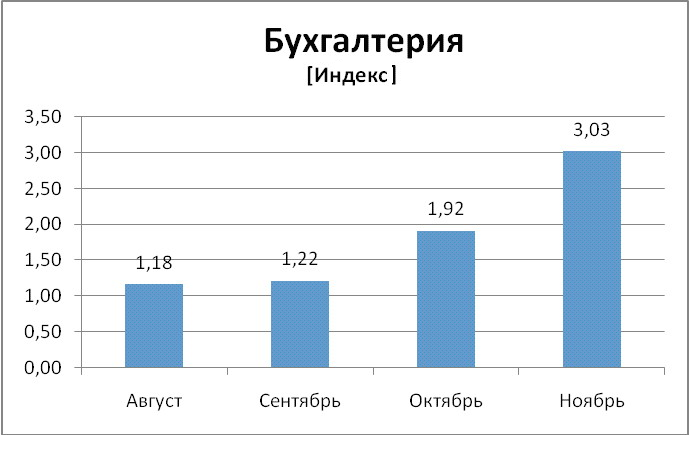 Бухгалтерия
[Индекс]
3,50
3,00
2,50
2,00
1,50
1,00
0,50
0,00
1,18
1,22
1,92
3,03
Август
Сентябрь
Октябрь
Ноябрь